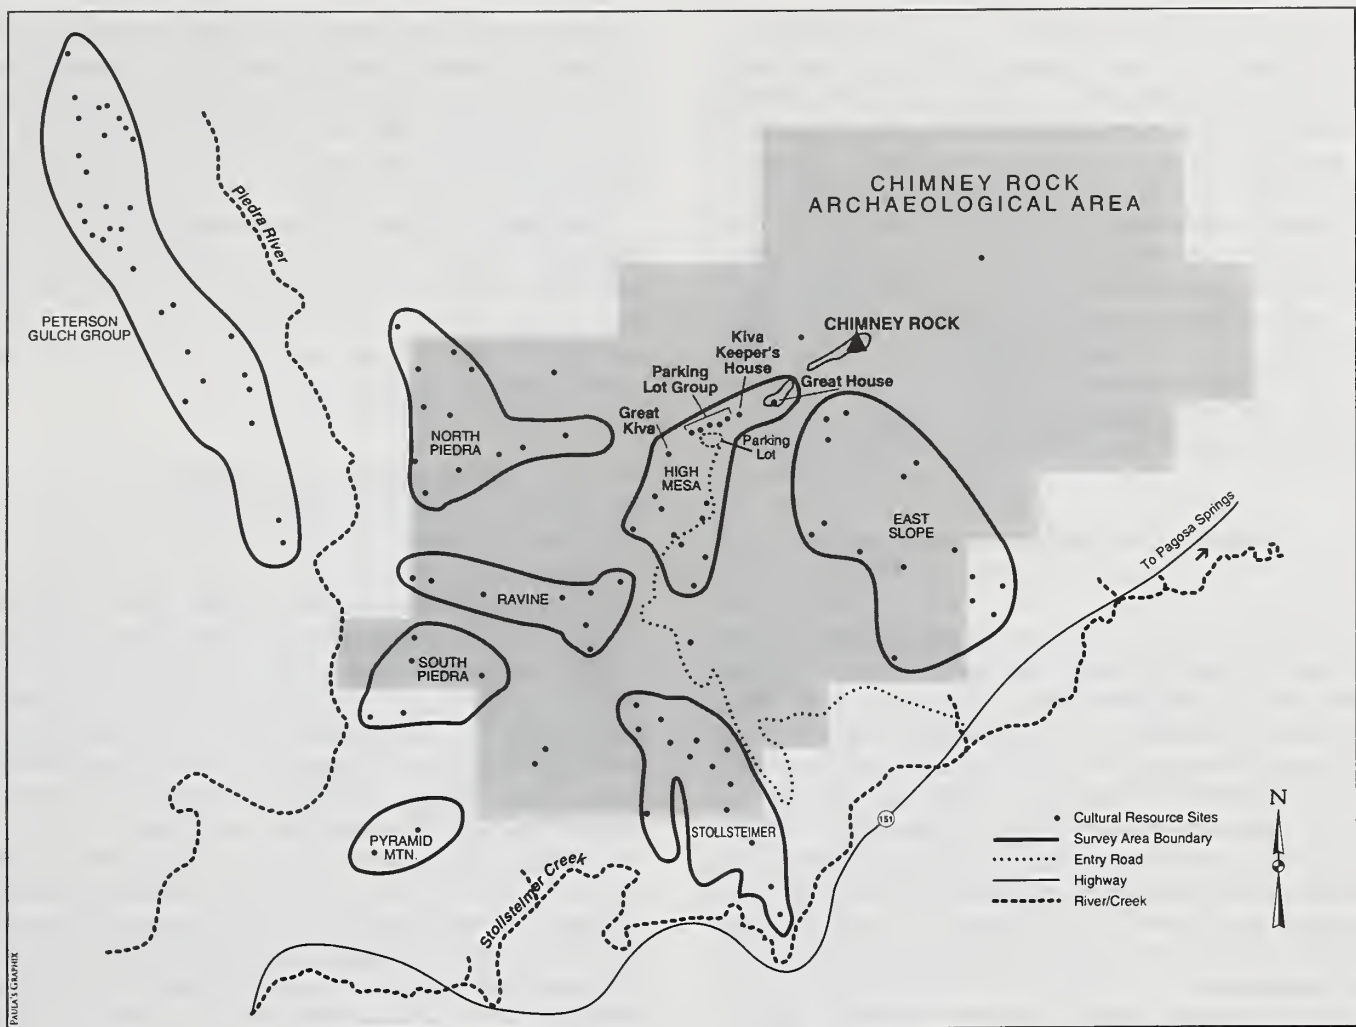 CHIMNEY ROCK
ARCHAEOLOGICAL AREA
Piedra River
PETERSON
GULCH GROUP
CHIMNEY ROCK
Kiva
Keeper's
House
Parking
Lot Group
Great House
Great
Kiva
Parking
Lot
NORTH
PIEDRA
HIGH
MESA
EAST
SLOPE
To Pagosa Springs
RAVINE
SOUTH
PIEDRA
PYRAMID
MTN.
STOLLSTEIMER
151
Stollsteimer Creek
N
Cultural Resource Sites
Survey Area Boundary
Entry Road
Highway
River/Creek
PAULA'S GRAPHIX